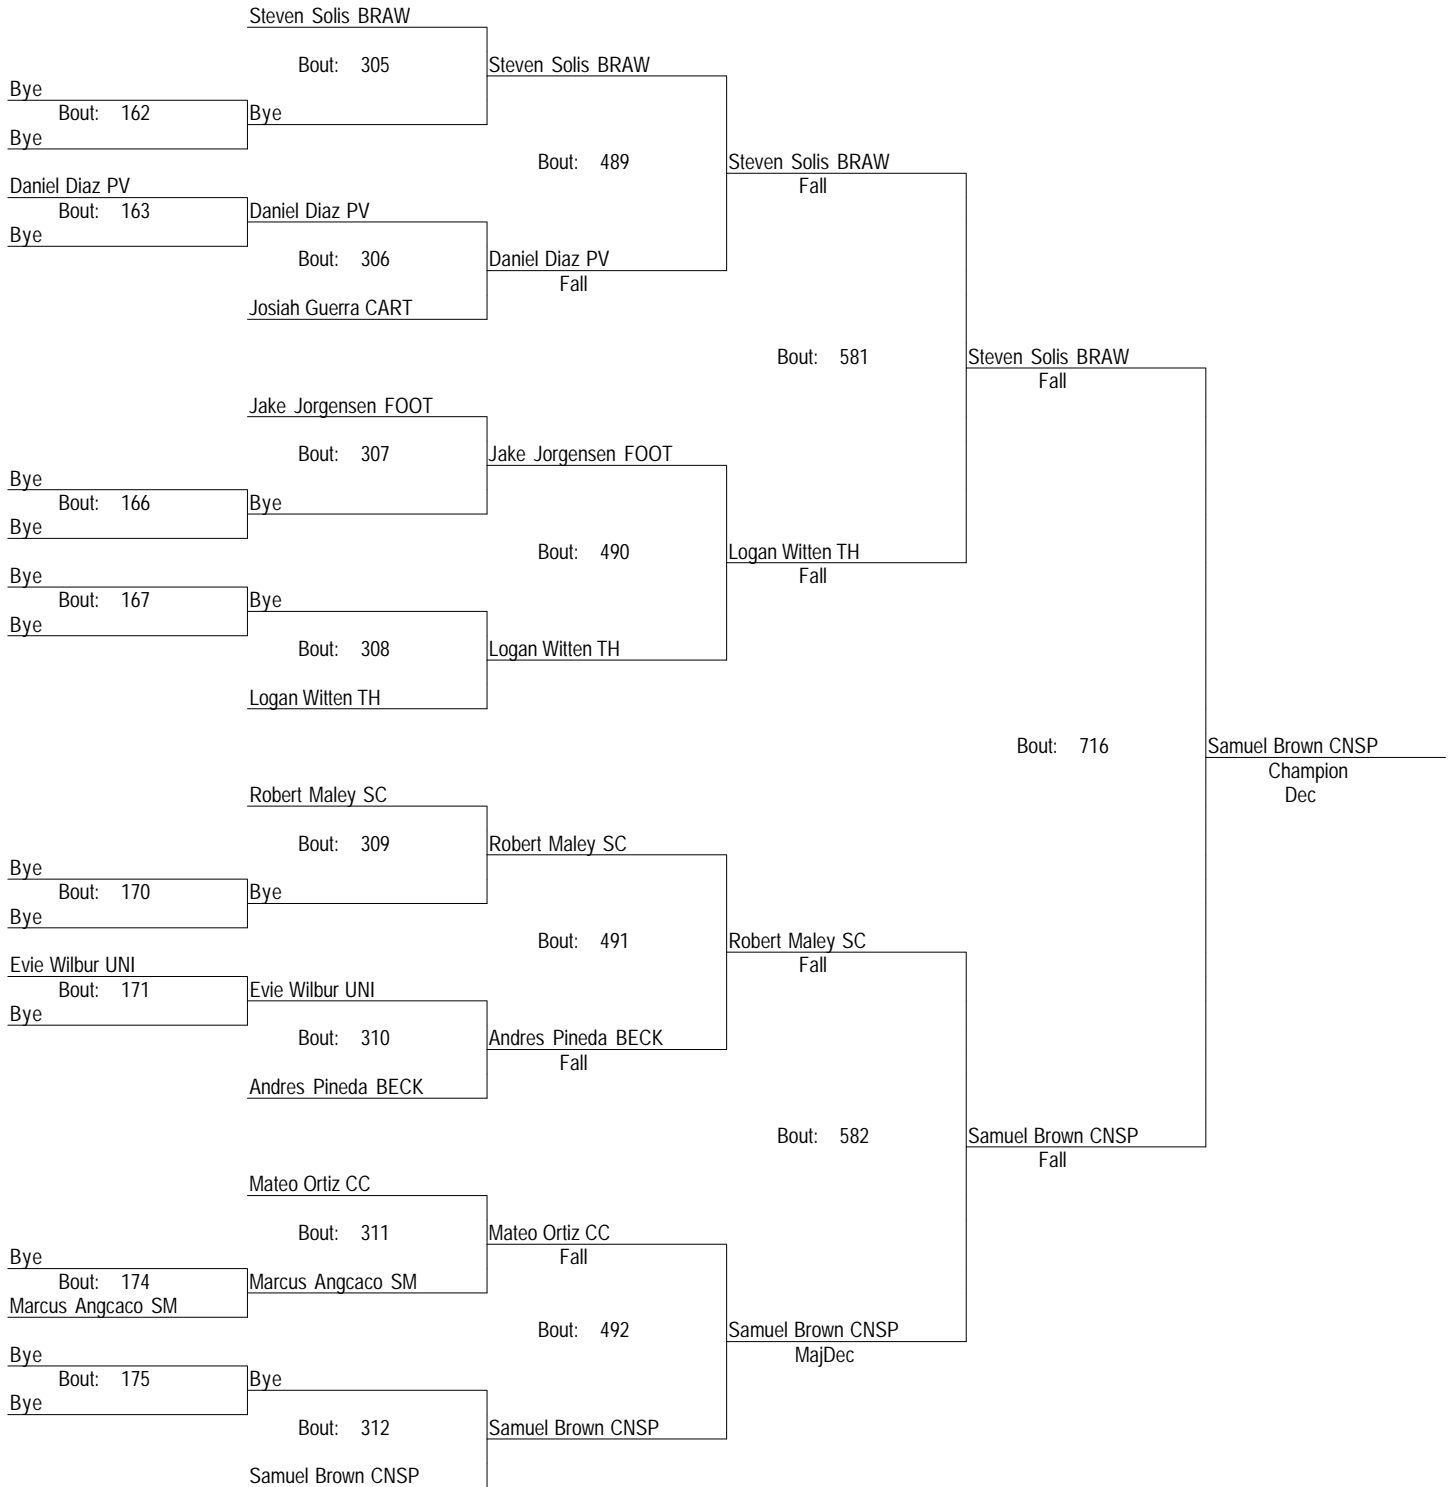 Steven Solis BRAW
Bout: 305
Steven Solis BRAW
Bye
Bout: 162
Bye
Bye
Bout: 489
Steven Solis BRAW
Fall
Daniel Diaz PV
Bout: 163
Daniel Diaz PV
Bye
Bout: 306
Daniel Diaz PV
Fall
Josiah Guerra CART
Bout: 581
Steven Solis BRAW
Fall
Jake Jorgensen FOOT
Bout: 307
Jake Jorgensen FOOT
Bye
Bout: 166
Bye
Bye
Bout: 490
Logan Witten TH
Fall
Bye
Bout: 167
Bye
Bye
Bout: 308
Logan Witten TH
Logan Witten TH
Bout: 716
Samuel Brown CNSP
Champion
Dec
Robert Maley SC
Bout: 309
Robert Maley SC
Bye
Bout: 170
Bye
Bye
Bout: 491
Robert Maley SC
Fall
Evie Wilbur UNI
Bout: 171
Evie Wilbur UNI
Bye
Bout: 310
Andres Pineda BECK
Fall
Andres Pineda BECK
Bout: 582
Samuel Brown CNSP
Fall
Mateo Ortiz CC
Bout: 311
Mateo Ortiz CC
Fall
Bye
Bout: 174
Marcus Angcaco SM
Marcus Angcaco SM
Bout: 492
Samuel Brown CNSP
MajDec
Bye
Bout: 175
Bye
Bye
Bout: 312
Samuel Brown CNSP
Samuel Brown CNSP